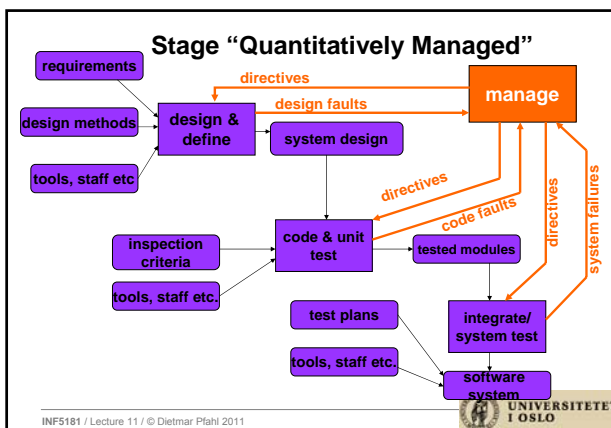 Stage “Quantitatively Managed”
requirements
directives
manage
design faults
design methods
design &
define
system design
tools, staff etc
directives
code faults
directives
system failures
inspection
criteria
code & unit
test
tested modules
tools, staff etc.
test plans
integrate/
system test
tools, staff etc.
software
system
INF5181 / Lecture 11 / © Dietmar Pfahl 2011
UNIVERSITETET
I OSLO